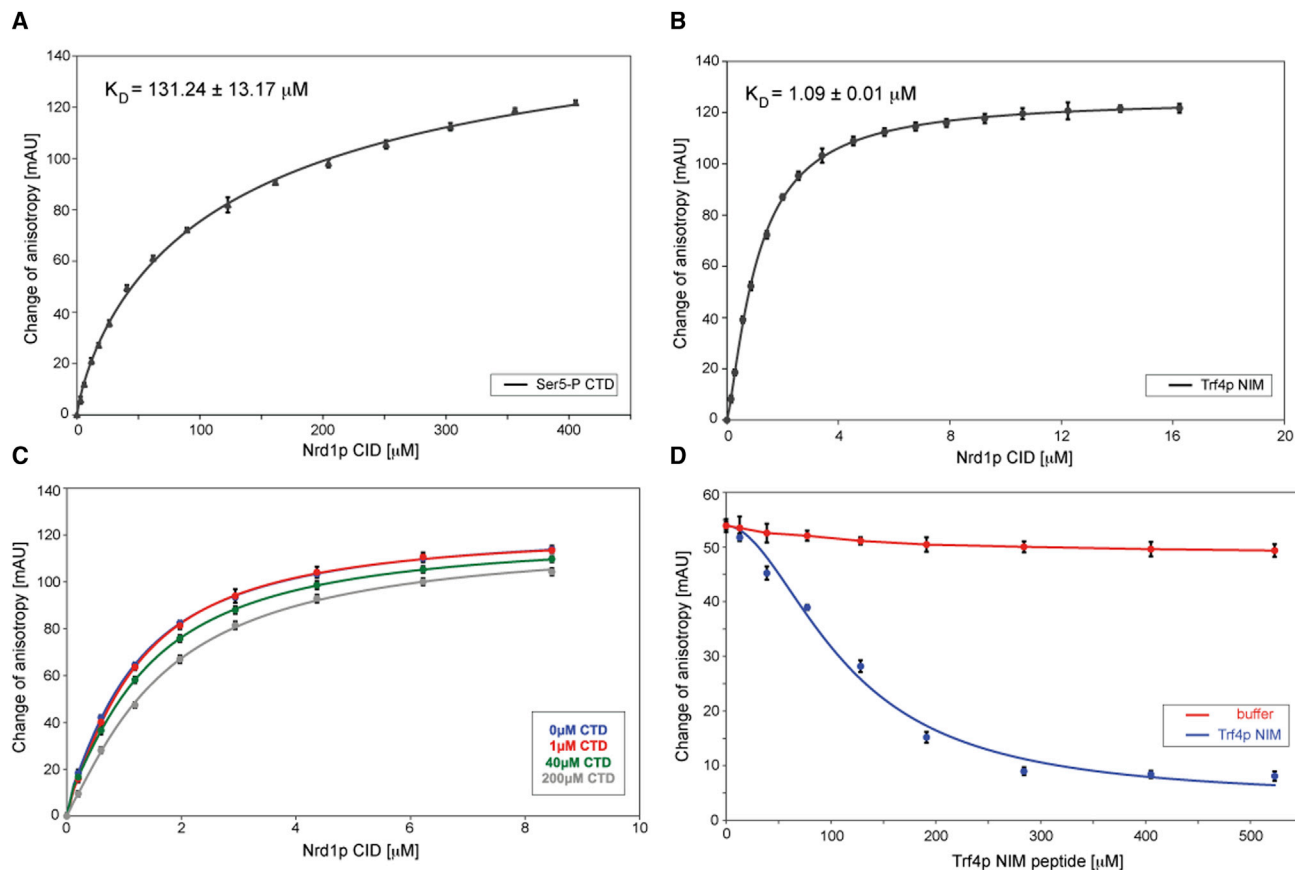 A
140
120
100
80
60
40
20
0
Change of anisotropy [mAU]
K_D = 131.24 ± 13.17 µM
Ser5-P CTD
0 100 200 300 400
Nrd1p CID [µM]
B
140
120
100
80
60
40
20
0
Change of anisotropy [mAU]
K_D = 1.09 ± 0.01 µM
Trf4p NIM
0 4 8 12 16 20
Nrd1p CID [µM]
C
140
120
100
80
60
40
20
0
Change of anisotropy [mAU]
0µM CTD
1µM CTD
40µM CTD
200µM CTD
0 2 4 6 8 10
Nrd1p CID [µM]
D
60
50
40
30
20
10
0
Change of anisotropy [mAU]
buffer
Trf4p NIM
0 100 200 300 400 500
Trf4p NIM peptide [µM]